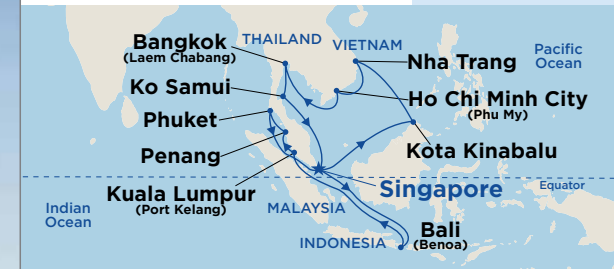 THAILAND
VIETNAM
Pacific
Ocean
Bangkok
(Laem Chabang)
Nha Trang
Ko Samui
Ho Chi Minh City
(Phu My)
Phuket
Penang
Kota Kinabalu
Kuala Lumpur
(Port Kelang)
Singapore
Equator
Indian
Ocean
MALAYSIA
INDONESIA
Bali
(Benoa)